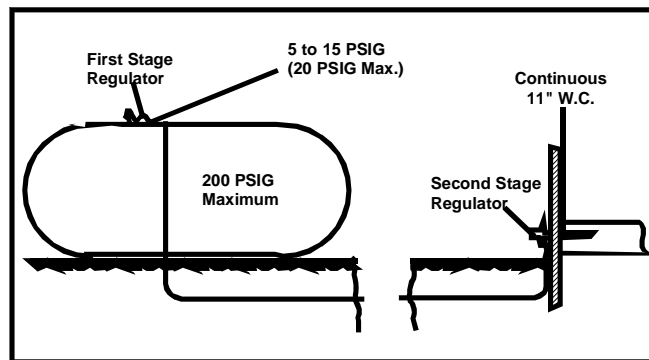 First Stage
Regulator
5 to 15 PSIG
(20 PSIG Max.)
Continuous
11" W.C.
200 PSIG
Maximum
Second Stage
Regulator